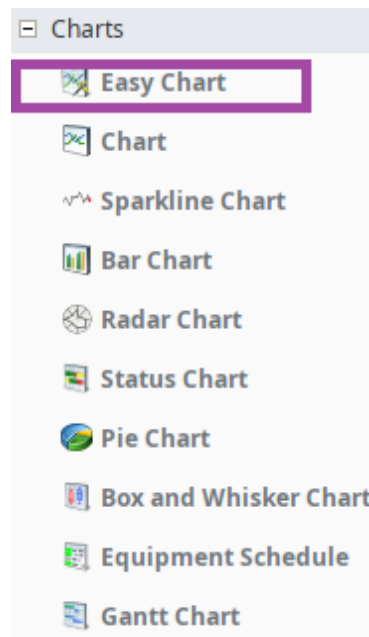 Charts
Easy Chart
Chart
Sparkline Chart
Bar Chart
Radar Chart
Status Chart
Pie Chart
Box and Whisker Chart
Equipment Schedule
Gantt Chart